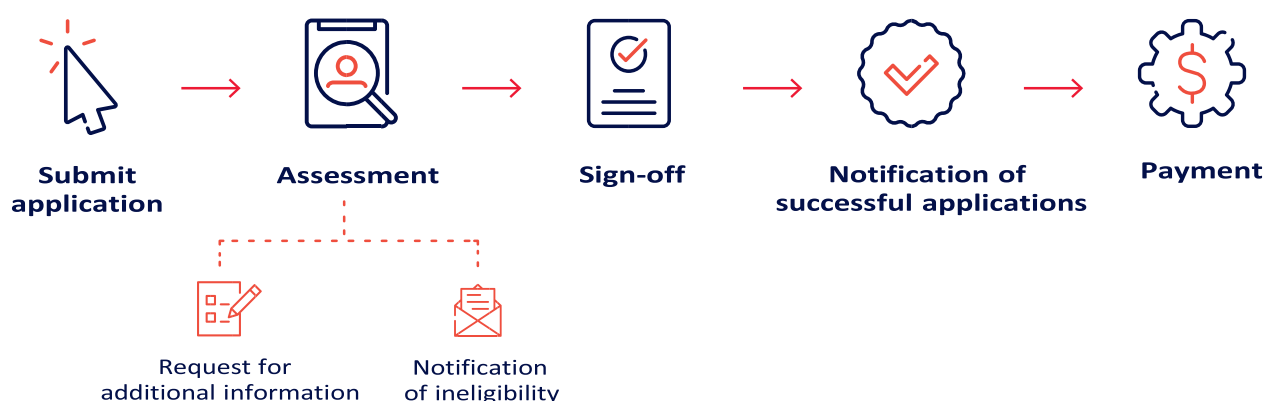 Submit
application
Assessment
Sign-off
Notification of
successful applications
Payment
$
Request for
additional information
Notification
of ineligibility